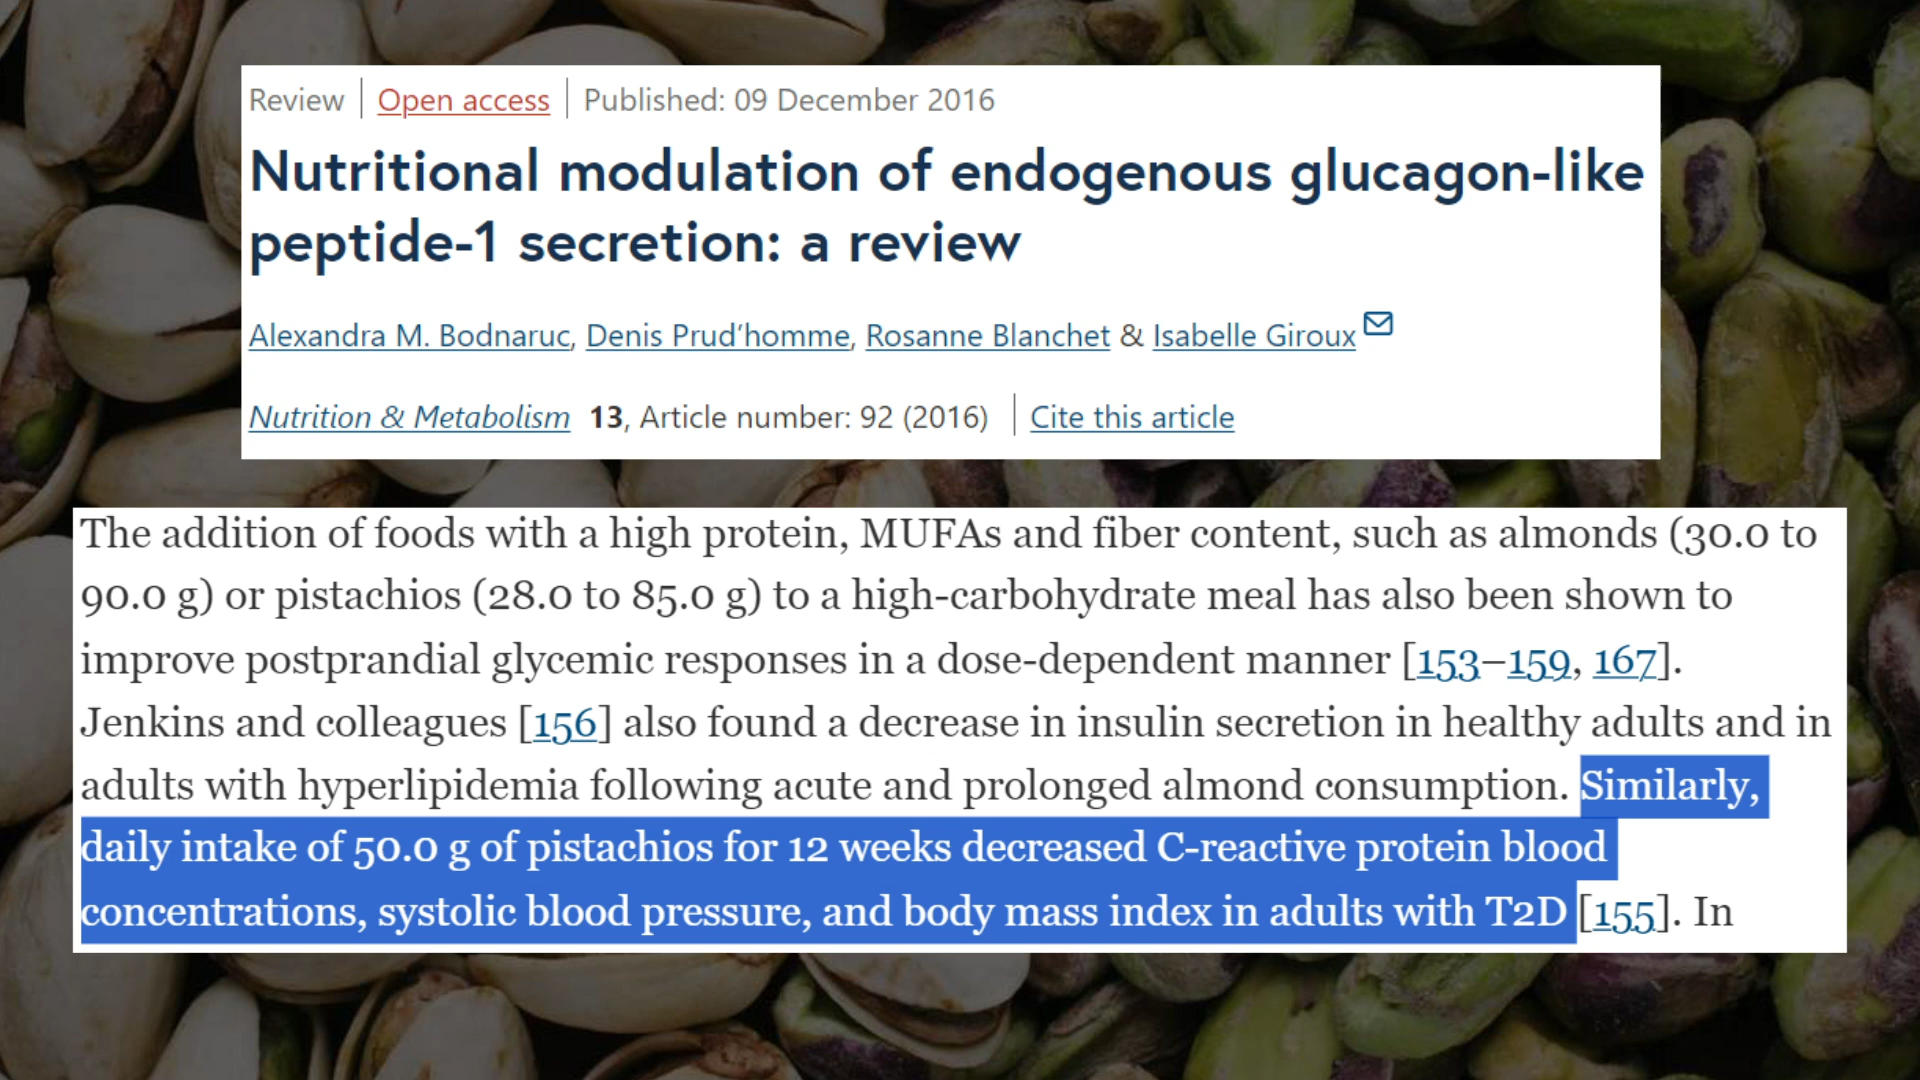 Review | Open access | Published: 09 December 2016
Nutritional modulation of endogenous glucagon-like
peptide-1 secretion: a review
Alexandra M. Bodnaruc, Denis Prud'homme, Rosanne Blanchet & Isabelle Giroux
Nutrition & Metabolism 13, Article number: 92 (2016) | Cite this article
The addition of foods with a high protein, MUFAs and fiber content, such as almonds (30.0 to
90.0 g) or pistachios (28.0 to 85.0 g) to a high-carbohydrate meal has also been shown to
improve postprandial glycemic responses in a dose-dependent manner [153–159, 167].
Jenkins and colleagues [156] also found a decrease in insulin secretion in healthy adults and in
adults with hyperlipidemia following acute and prolonged almond consumption. Similarly,
daily intake of 50.0 g of pistachios for 12 weeks decreased C-reactive protein blood
concentrations, systolic blood pressure, and body mass index in adults with T2D [155]. In